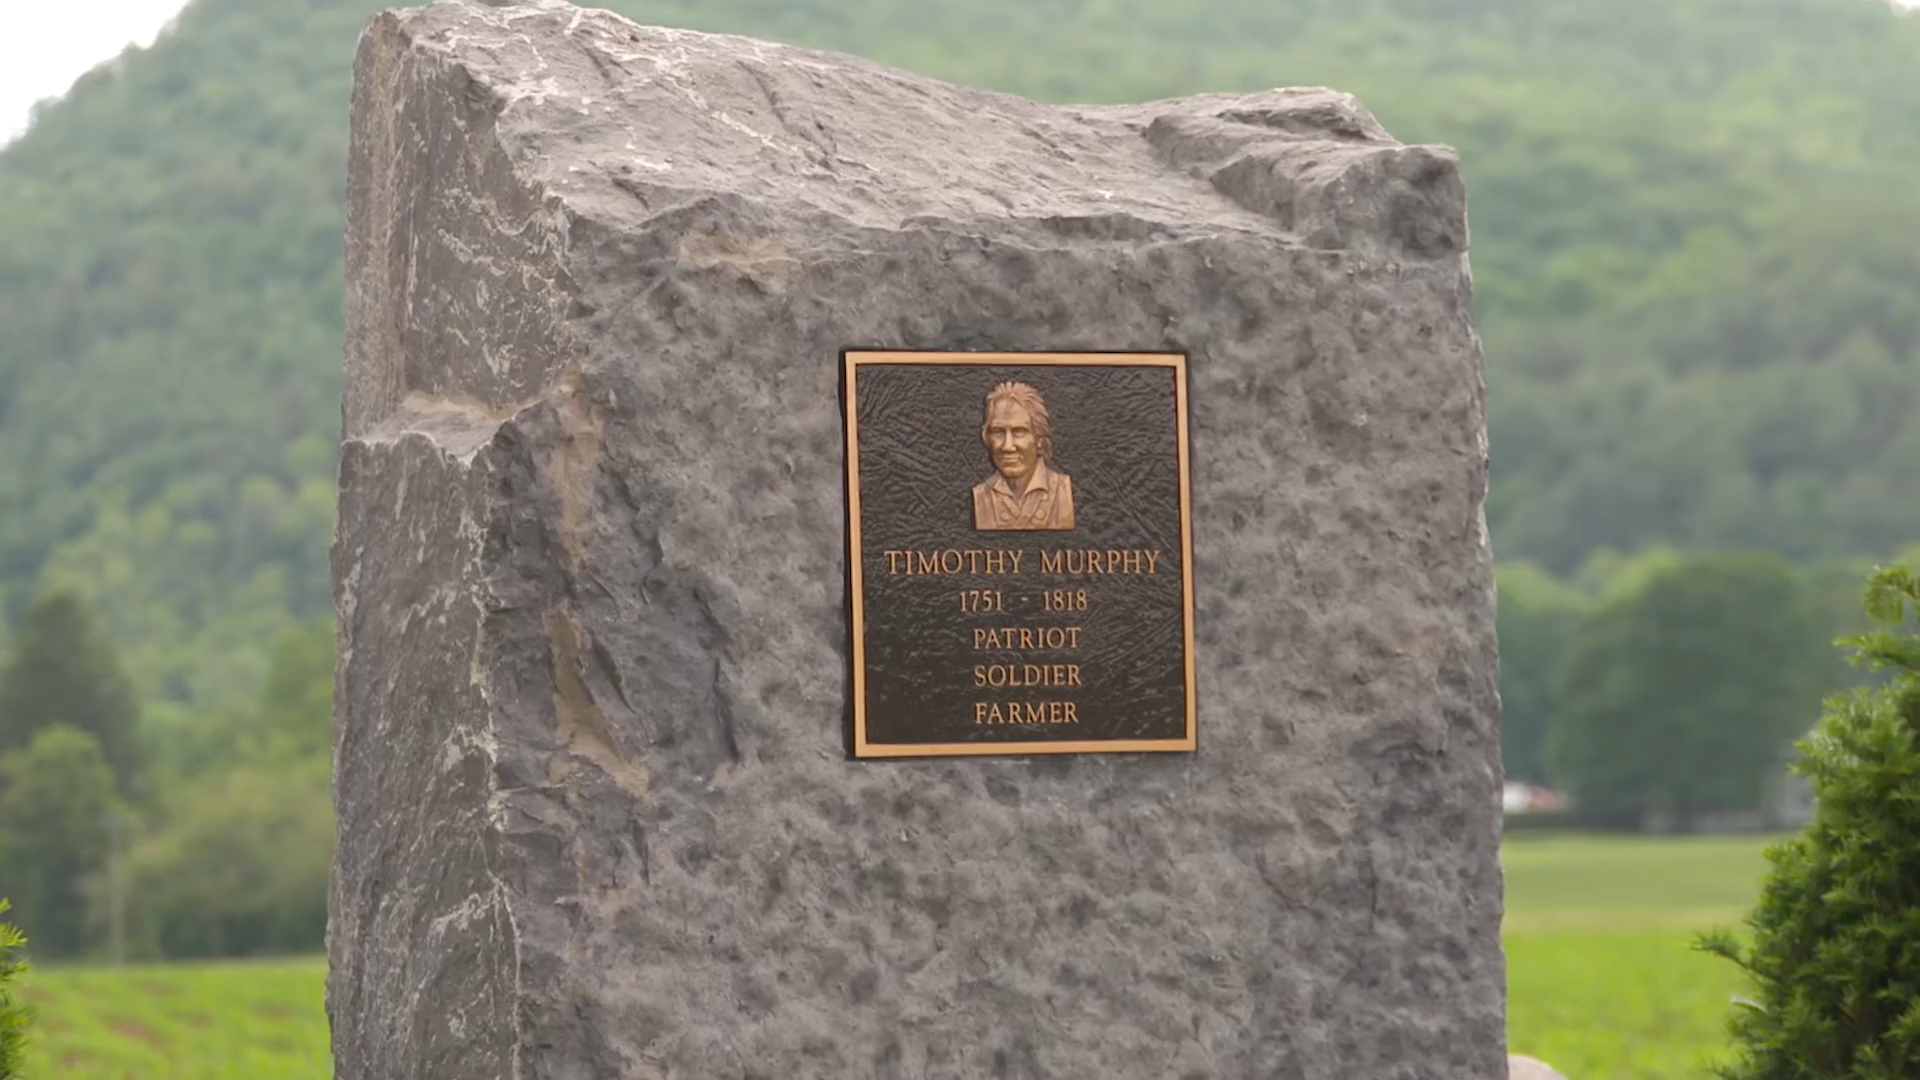 TIMOTHY MURPHY
1751 - 1818
PATRIOT
SOLDIER
FARMER